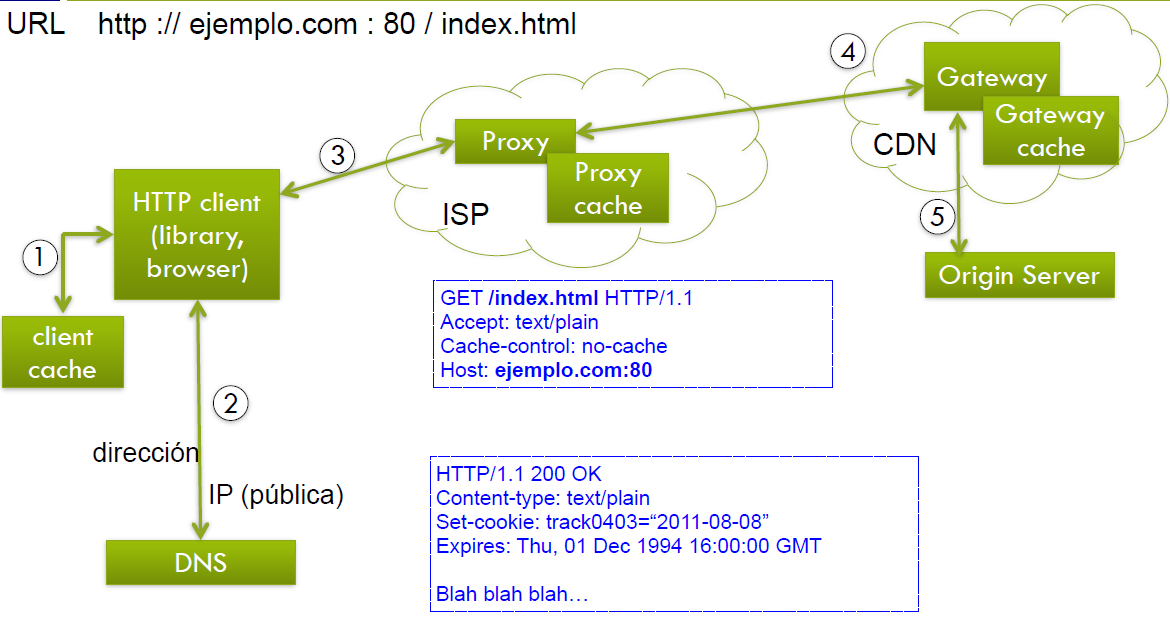 URL http :// ejemplo.com : 80 / index.html
4
Gateway
Gateway
cache
CDN
Proxy
Proxy
cache
ISP
3
HTTP client
(library,
browser)
1
client
cache
5
Origin Server
GET /index.html HTTP/1.1
Accept: text/plain
Cache-control: no-cache
Host: ejemplo.com:80
2
dirección
IP (pública)
DNS
HTTP/1.1 200 OK
Content-type: text/plain
Set-cookie: track0403=“2011-08-08”
Expires: Thu, 01 Dec 1994 16:00:00 GMT
Blah blah blah…